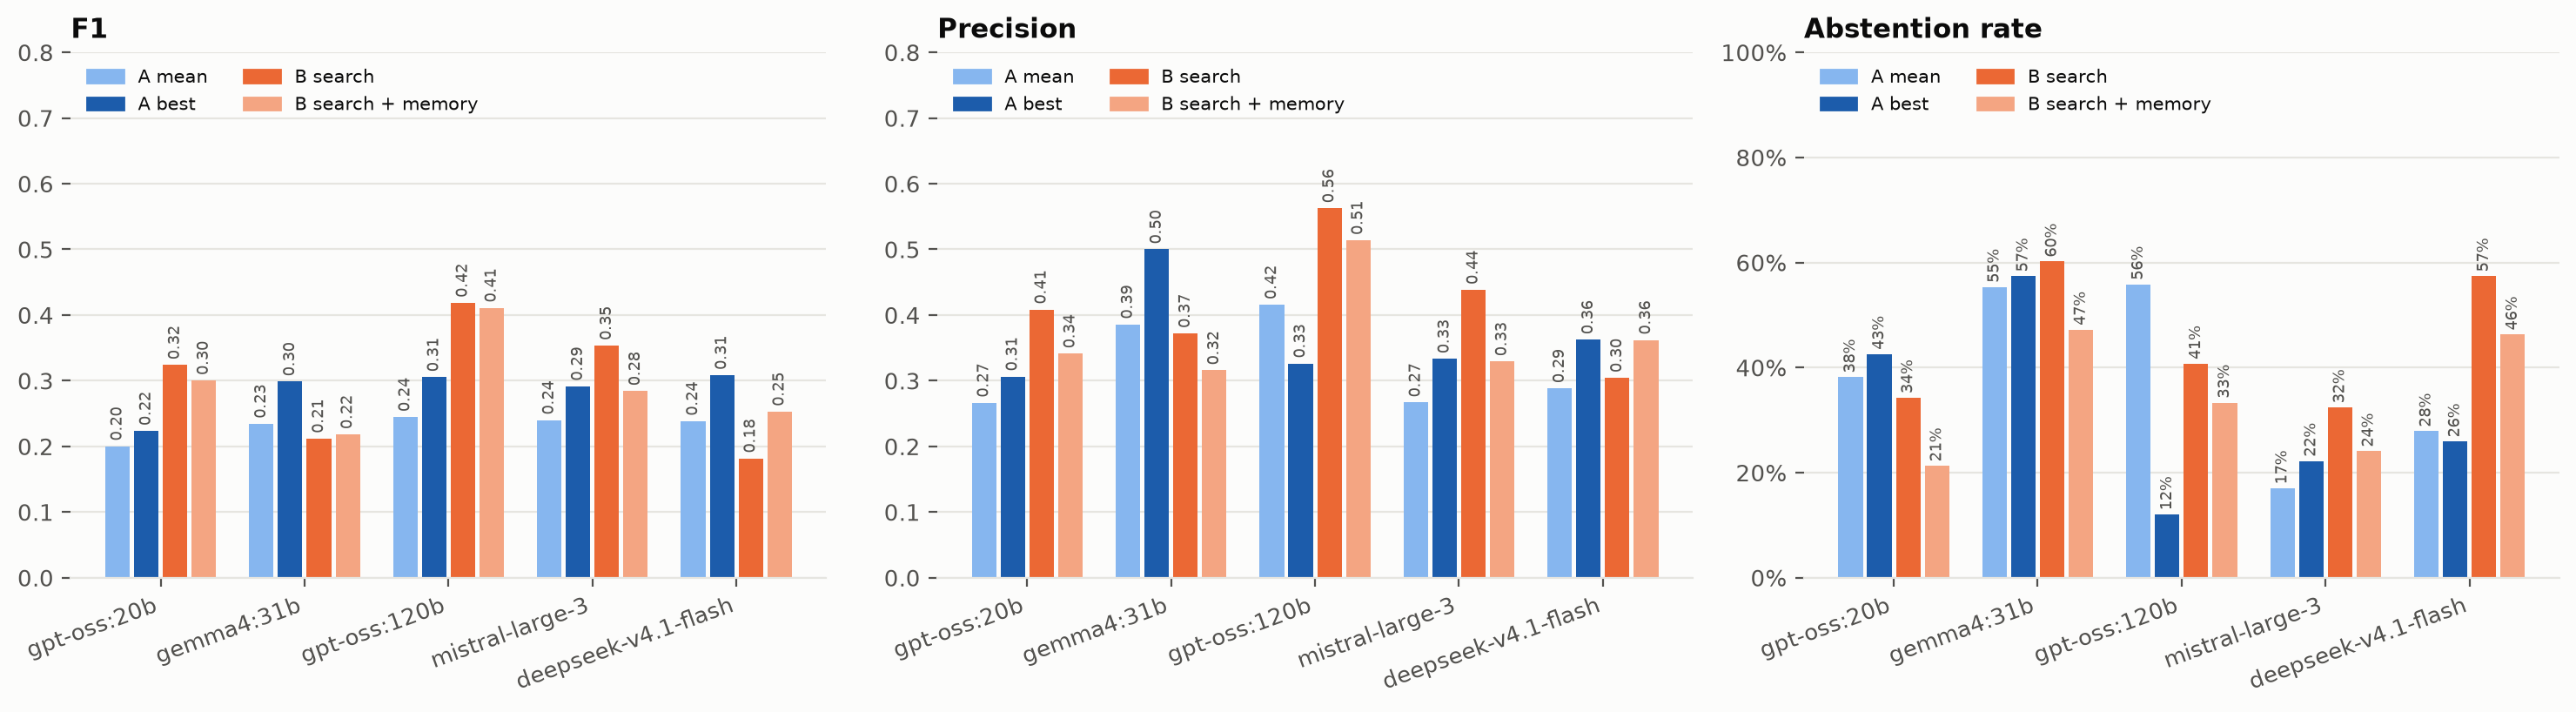 F1
0.8
0.7
0.6
0.5
0.4
0.3
0.2
0.1
0.0
A mean
A best
B search
B search + memory
0.20 0.22 0.32 0.30
0.23 0.30 0.21 0.22
0.24 0.31 0.42 0.41
0.24 0.29 0.35 0.28
0.24 0.31 0.18 0.25
gpt-oss:20b
gemma4:31b
gpt-oss:120b
mistral-large-3
deepseek-v4.1-flash
Precision
0.8
0.7
0.6
0.5
0.4
0.3
0.2
0.1
0.0
A mean
A best
B search
B search + memory
0.27 0.31 0.41 0.34
0.39 0.50 0.37 0.32
0.42 0.33 0.56 0.51
0.27 0.33 0.44 0.33
0.29 0.36 0.30 0.36
gpt-oss:20b
gemma4:31b
gpt-oss:120b
mistral-large-3
deepseek-v4.1-flash
Abstention rate
100%
80%
60%
40%
20%
0%
A mean
A best
B search
B search + memory
38% 43% 34% 21%
55% 57% 60% 47%
56% 12% 41% 33%
17% 22% 32% 24%
28% 26% 57% 46%
gpt-oss:20b
gemma4:31b
gpt-oss:120b
mistral-large-3
deepseek-v4.1-flash